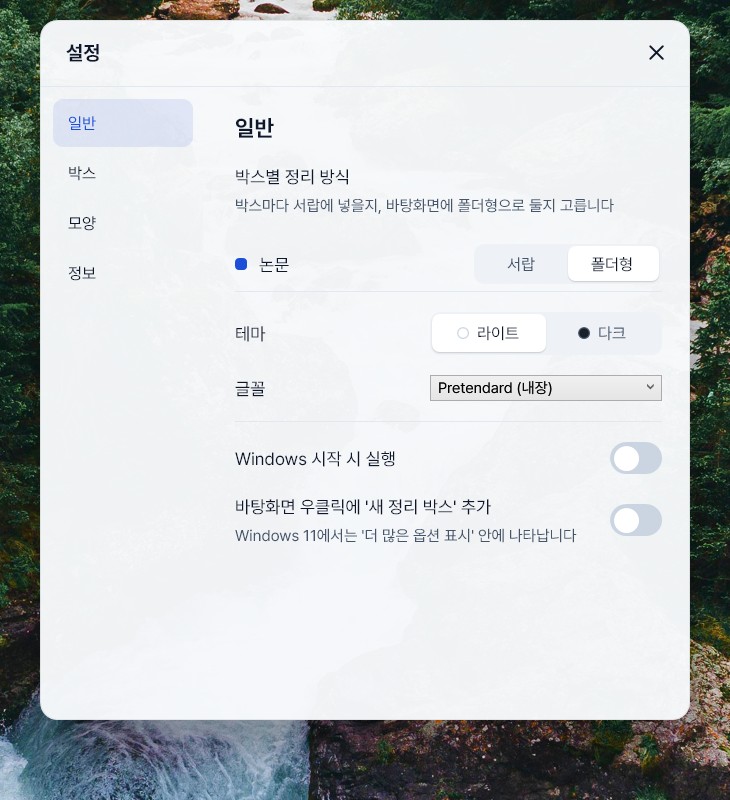 설정
일반
박스
모양
정보
일반
박스별 정리 방식
박스마다 서랍에 넣을지, 바탕화면에 폴더형으로 둘지 고릅니다
논문 서랍 폴더형
테마 라이트 다크
글꼴 Pretendard (내장)
Windows 시작 시 실행
바탕화면 우클릭에 '새 정리 박스' 추가
Windows 11에서는 '더 많은 옵션 표시' 안에 나타납니다